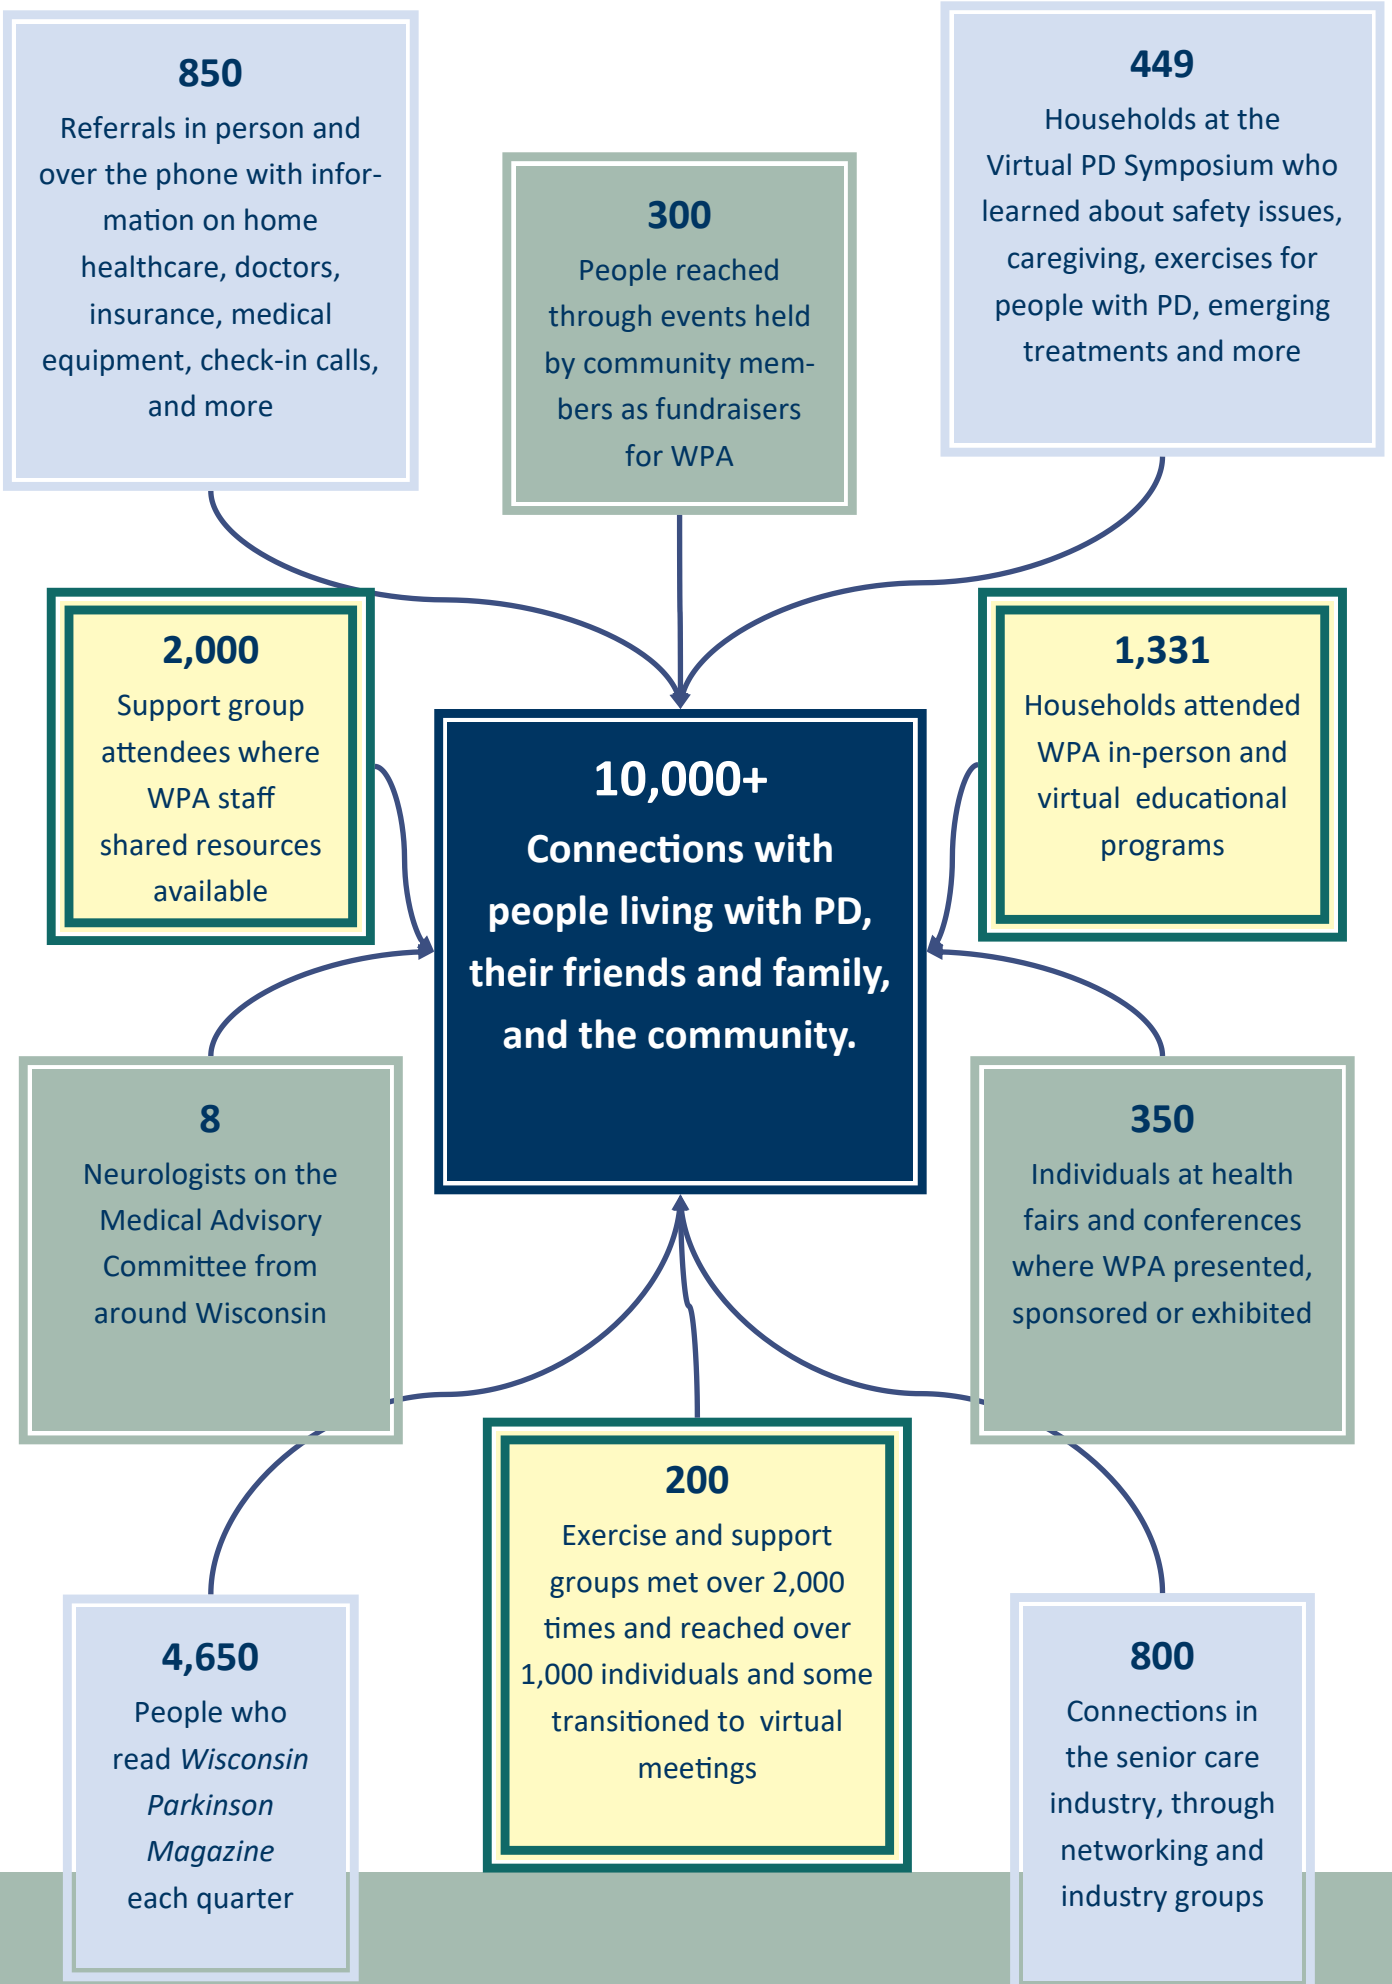 850
Referrals in person and
over the phone with infor-
mation on home
healthcare, doctors,
insurance, medical
equipment, check-in calls,
and more
300
People reached
through events held
by community mem-
bers as fundraisers
for WPA
449
Households at the
Virtual PD Symposium who
learned about safety issues,
caregiving, exercises for
people with PD, emerging
treatments and more
2,000
Support group
attendees where
WPA staff
shared resources
available
10,000+
Connections with
people living with PD,
their friends and family,
and the community.
1,331
Households attended
WPA in-person and
virtual  educational
programs
8
Neurologists on the
Medical Advisory
Committee from
around Wisconsin
350
Individuals at health
fairs and conferences
where WPA presented,
sponsored or exhibited
4,650
People who
read Wisconsin
Parkinson
Magazine
each quarter
200
Exercise and support
groups met over 2,000
times and reached over
1,000 individuals and some
transitioned to  virtual
meetings
800
Connections in
the senior care
industry, through
networking and
industry groups